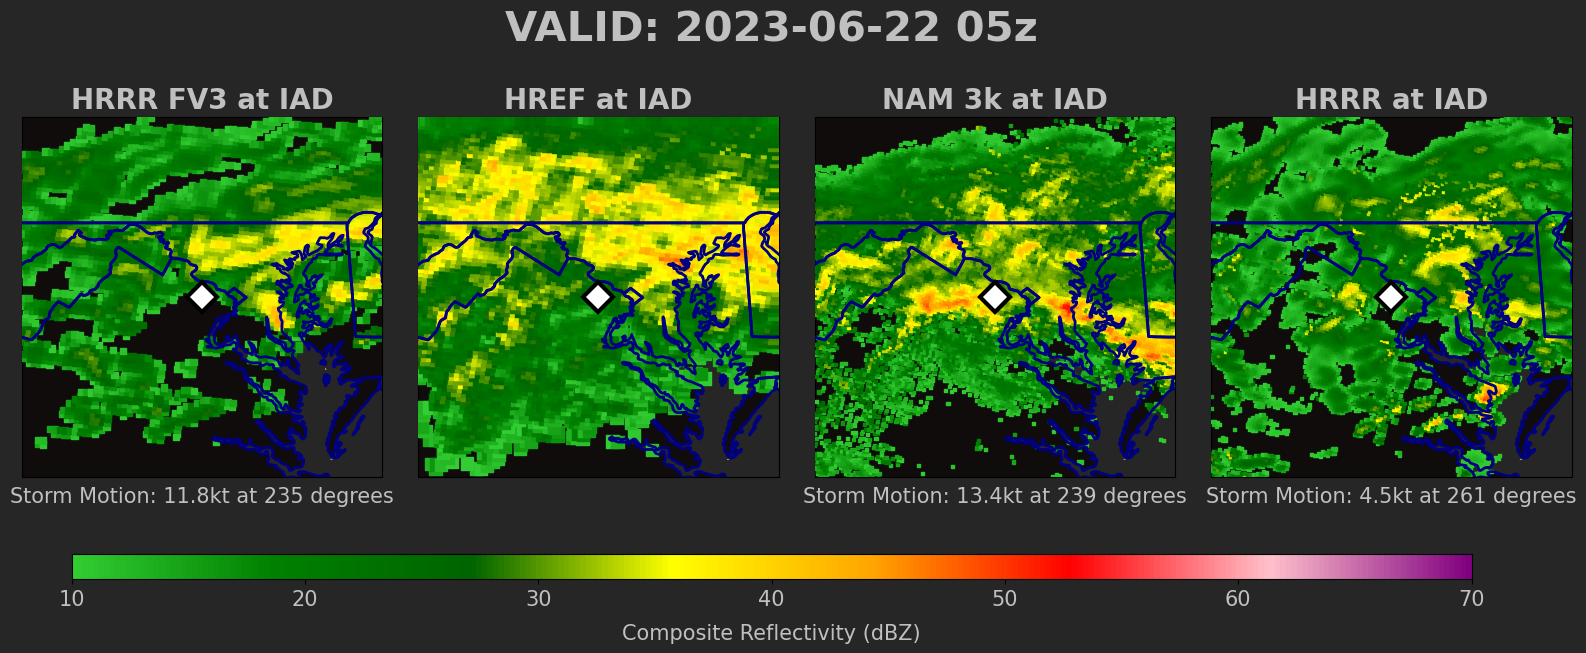 VALID: 2023-06-22 05z
HRRR FV3 at IAD
HREF at IAD
NAM 3k at IAD
HRRR at IAD
Storm Motion: 11.8kt at 235 degrees
Storm Motion: 13.4kt at 239 degrees
Storm Motion: 4.5kt at 261 degrees
10 20 30 40 50 60 70
Composite Reflectivity (dBZ)